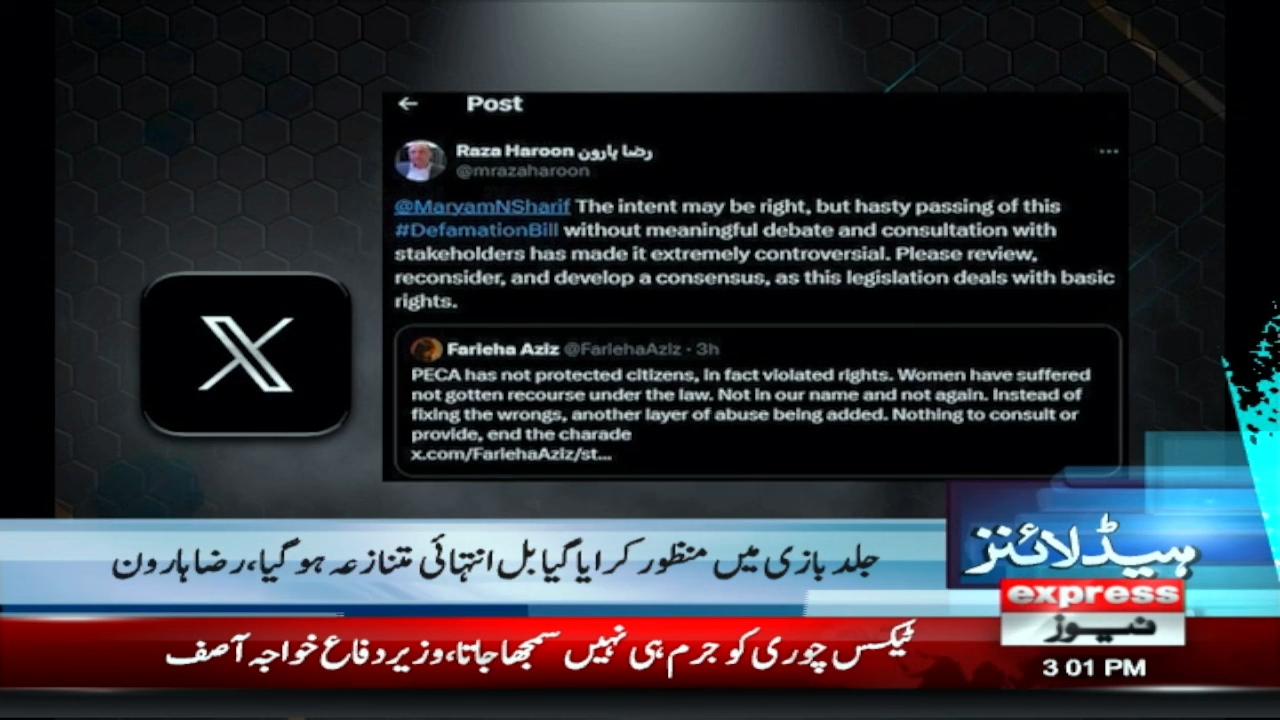 Post
Raza Haroon رضا ہارون
@mrazaharoon
@MaryamNSharif The intent may be right, but hasty passing of this
#DefamationBill without meaningful debate and consultation with
stakeholders has made it extremely controversial. Please review,
reconsider, and develop a consensus, as this legislation deals with basic
rights.
Farieha Aziz @FariehaAziz · 3h
PECA has not protected citizens, in fact violated rights. Women have suffered
not gotten recourse under the law. Not in our name and not again. Instead of
fixing the wrongs, another layer of abuse being added. Nothing to consult or
provide, end the charade
x.com/FariehaAziz/st...
X
جلد بازی میں منظور کرایا گیا بل انتہائی متنازعہ ہو گیا، رضا ہارون
ہیڈلائنز
express
نیوز
ٹیکس چوری کو جرم ہی نہیں سمجھا جاتا، وزیر دفاع خواجہ آصف
3 01 PM